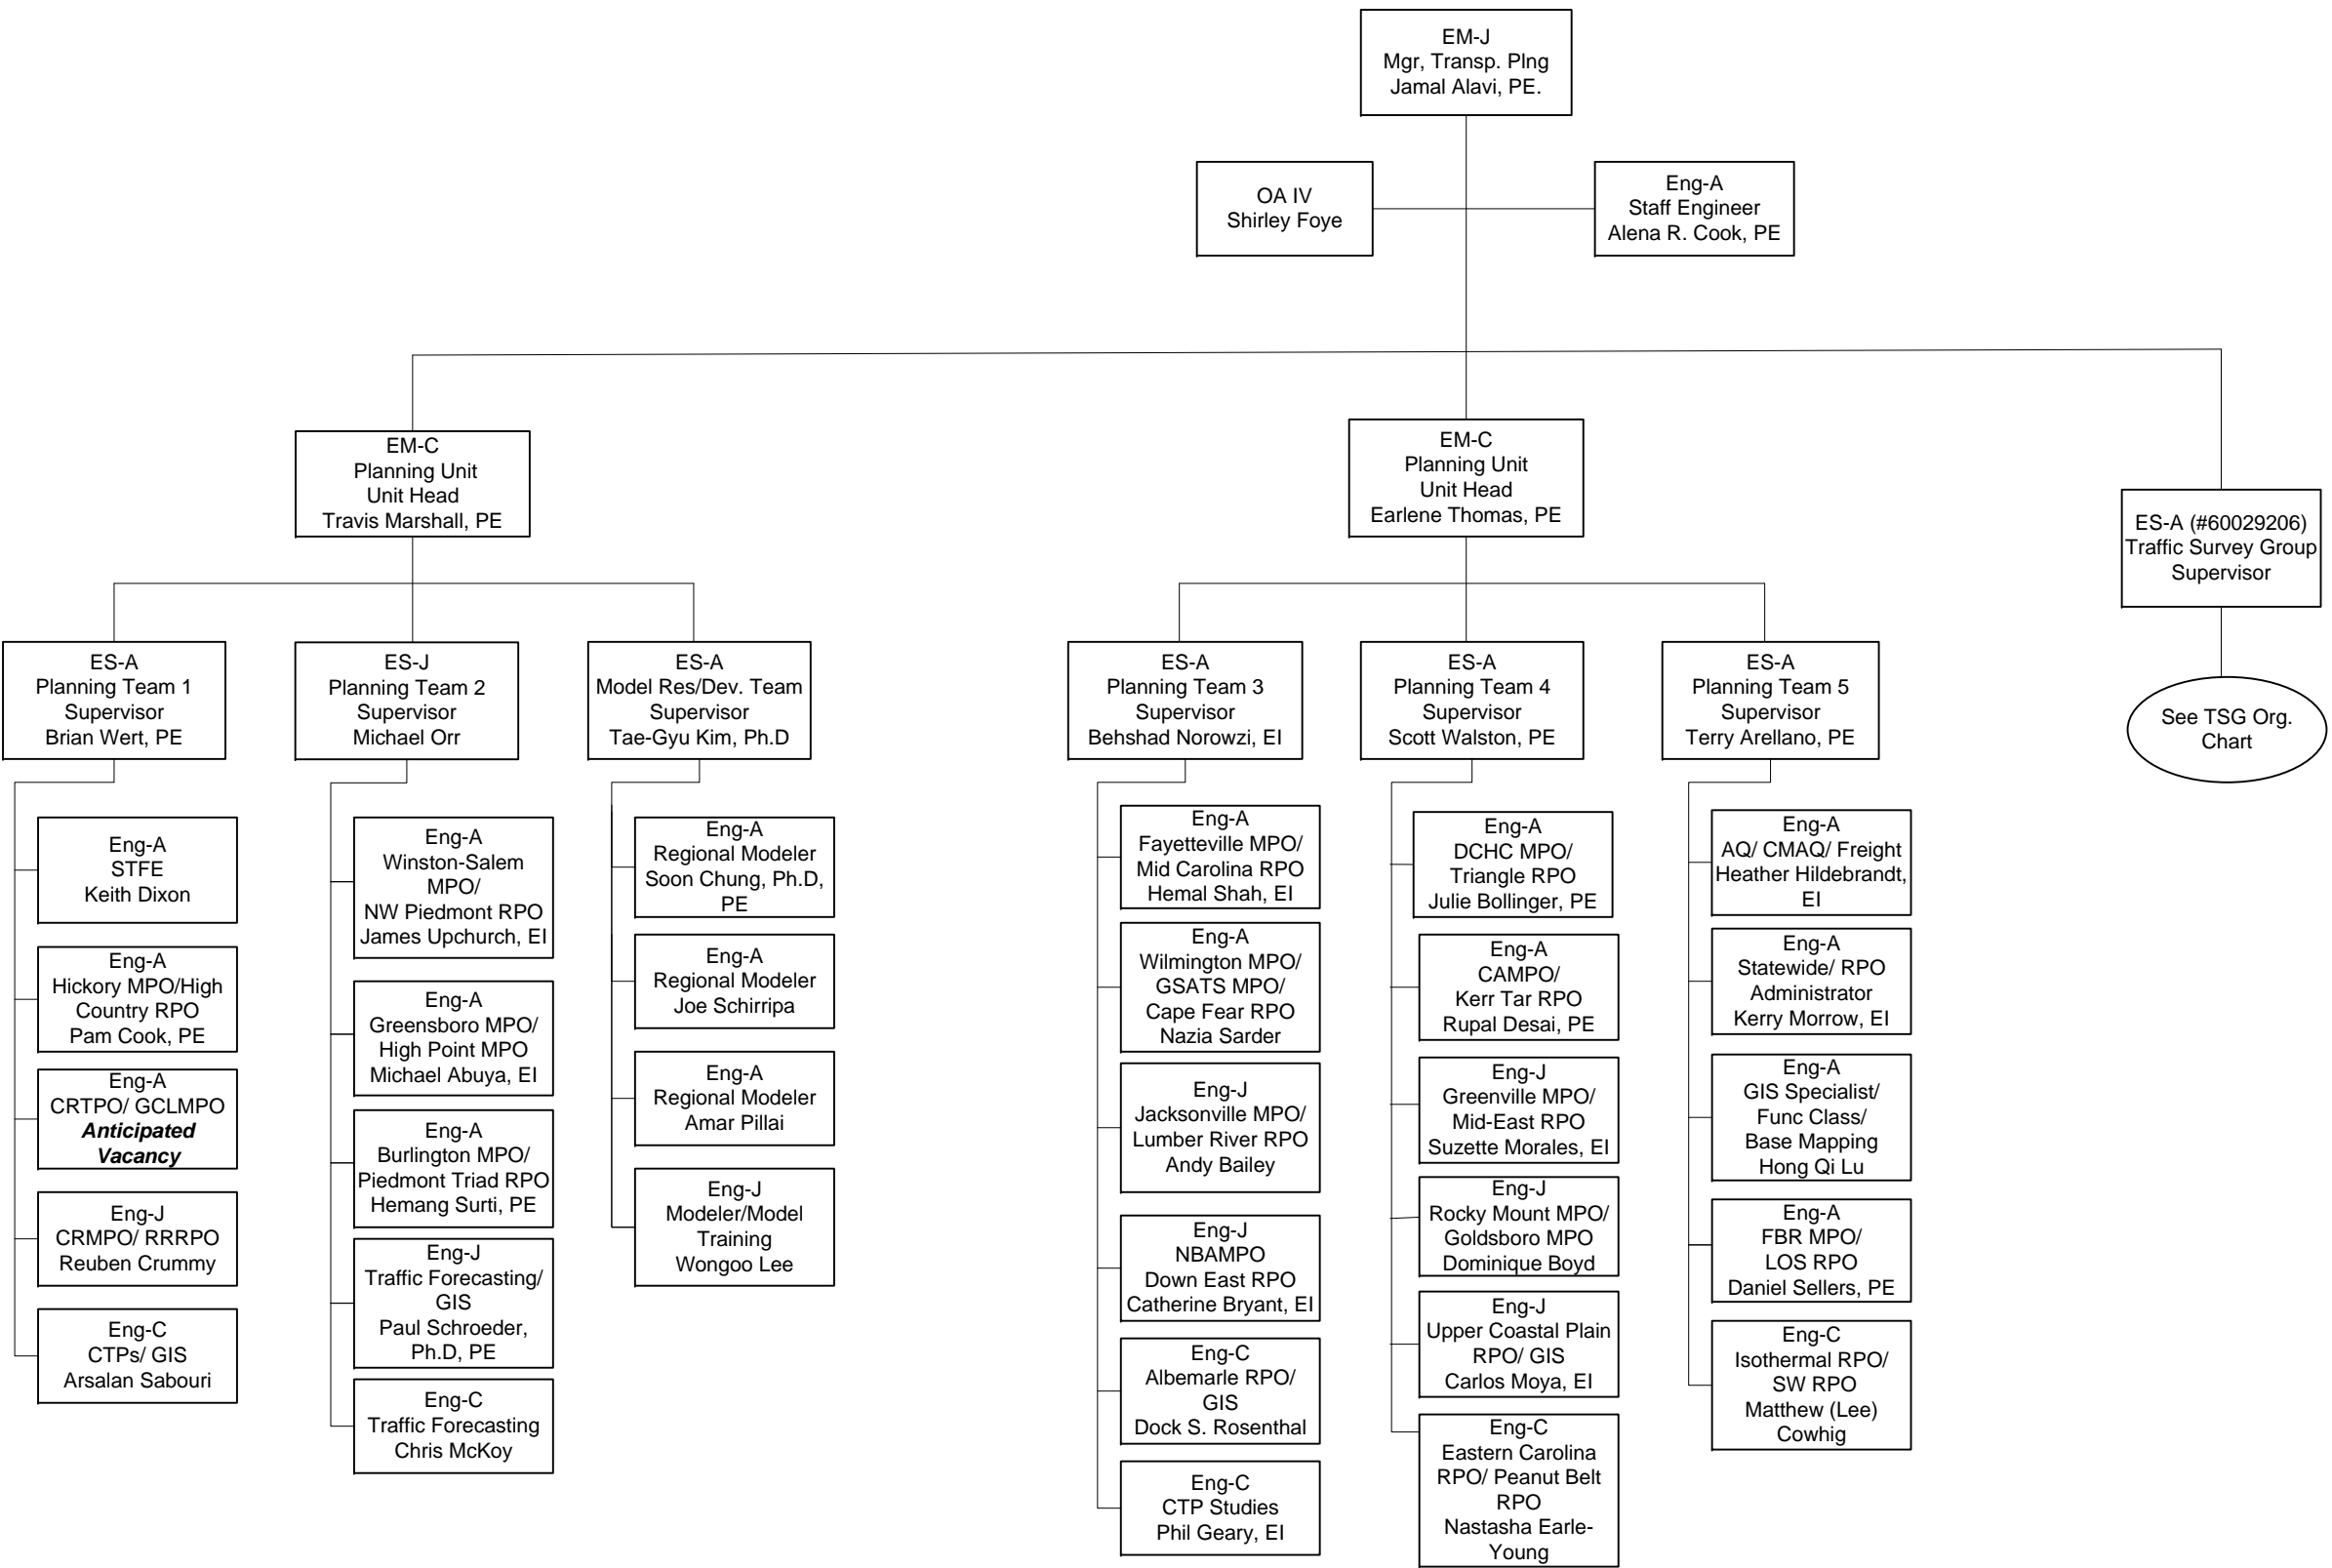 EM-J
Mgr, Transp. Plng
Jamal Alavi, PE.
OA IV
Shirley Foye
Eng-A
Staff Engineer
Alena R. Cook, PE
EM-C
Planning Unit
Unit Head
Travis Marshall, PE
EM-C
Planning Unit
Unit Head
Earlene Thomas, PE
ES-A (#60029206)
Traffic Survey Group
Supervisor
See TSG Org.
Chart
ES-A
Planning Team 1
Supervisor
Brian Wert, PE
ES-J
Planning Team 2
Supervisor
Michael Orr
ES-A
Model Res/Dev. Team
Supervisor
Tae-Gyu Kim, Ph.D
ES-A
Planning Team 3
Supervisor
Behshad Norowzi, EI
ES-A
Planning Team 4
Supervisor
Scott Walston, PE
ES-A
Planning Team 5
Supervisor
Terry Arellano, PE
Eng-A
STFE
Keith Dixon
Eng-A
Hickory MPO/High
Country RPO
Pam Cook, PE
Eng-A
CRTPO/ GCLMPO
Anticipated
Vacancy
Eng-J
CRMPO/ RRRPO
Reuben Crummy
Eng-C
CTPs/ GIS
Arsalan Sabouri
Eng-A
Winston-Salem
MPO/
NW Piedmont RPO
James Upchurch, EI
Eng-A
Greensboro MPO/
High Point MPO
Michael Abuya, EI
Eng-A
Burlington MPO/
Piedmont Triad RPO
Hemang Surti, PE
Eng-J
Traffic Forecasting/
GIS
Paul Schroeder,
Ph.D, PE
Eng-C
Traffic Forecasting
Chris McKoy
Eng-A
Regional Modeler
Soon Chung, Ph.D,
PE
Eng-A
Regional Modeler
Joe Schirripa
Eng-A
Regional Modeler
Amar Pillai
Eng-J
Modeler/Model
Training
Wongoo Lee
Eng-A
Fayetteville MPO/
Mid Carolina RPO
Hemal Shah, EI
Eng-A
Wilmington MPO/
GSATS MPO/
Cape Fear RPO
Nazia Sarder
Eng-J
Jacksonville MPO/
Lumber River RPO
Andy Bailey
Eng-J
NBAMPO
Down East RPO
Catherine Bryant, EI
Eng-C
Albemarle RPO/
GIS
Dock S. Rosenthal
Eng-C
CTP Studies
Phil Geary, EI
Eng-A
DCHC MPO/
Triangle RPO
Julie Bollinger, PE
Eng-A
CAMPO/
Kerr Tar RPO
Rupal Desai, PE
Eng-J
Greenville MPO/
Mid-East RPO
Suzette Morales, EI
Eng-J
Rocky Mount MPO/
Goldsboro MPO
Dominique Boyd
Eng-J
Upper Coastal Plain
RPO/ GIS
Carlos Moya, EI
Eng-C
Eastern Carolina
RPO/ Peanut Belt
RPO
Nastasha Earle-
Young
Eng-A
AQ/ CMAQ/ Freight
Heather Hildebrandt,
EI
Eng-A
Statewide/ RPO
Administrator
Kerry Morrow, EI
Eng-A
GIS Specialist/
Func Class/
Base Mapping
Hong Qi Lu
Eng-A
FBR MPO/
LOS RPO
Daniel Sellers, PE
Eng-C
Isothermal RPO/
SW RPO
Matthew (Lee)
Cowhig